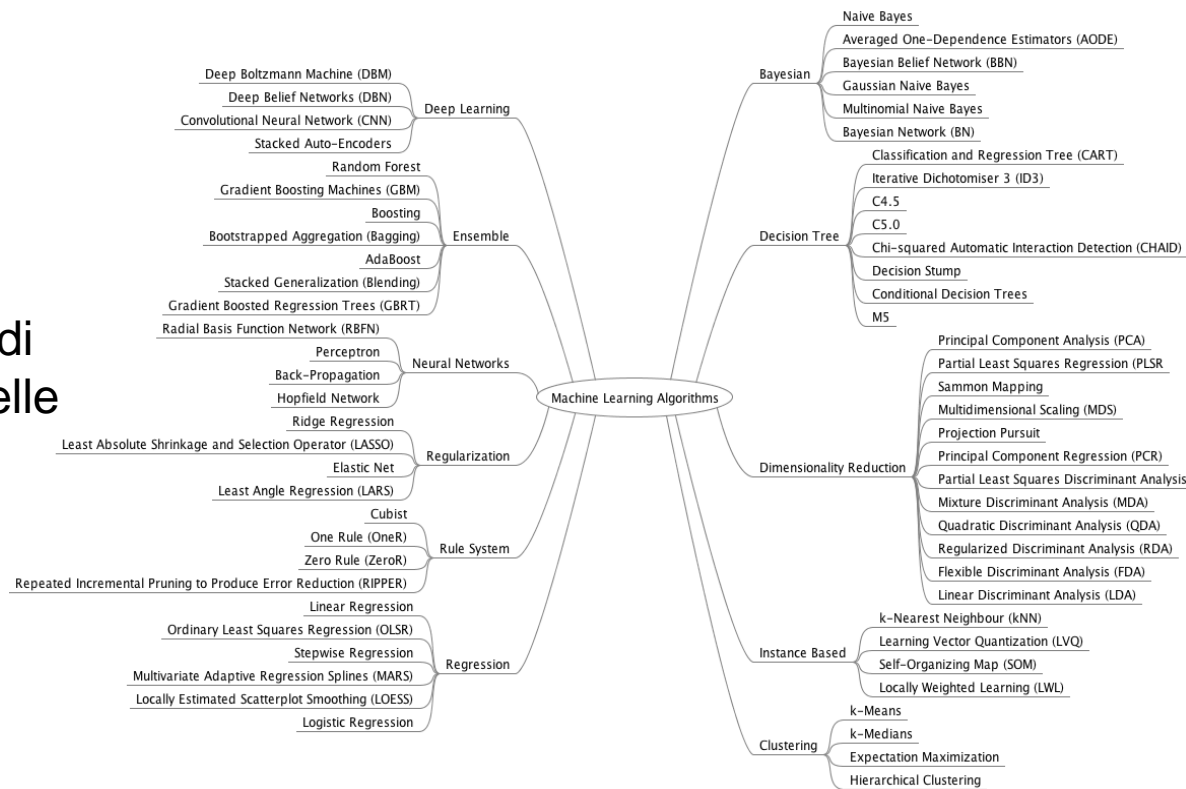 di
elle
Machine Learning Algorithms
Deep Learning
Deep Boltzmann Machine (DBM)
Deep Belief Networks (DBN)
Convolutional Neural Network (CNN)
Stacked Auto-Encoders
Ensemble
Random Forest
Gradient Boosting Machines (GBM)
Boosting
Bootstrapped Aggregation (Bagging)
AdaBoost
Stacked Generalization (Blending)
Gradient Boosted Regression Trees (GBRT)
Neural Networks
Radial Basis Function Network (RBFN)
Perceptron
Back-Propagation
Hopfield Network
Regularization
Ridge Regression
Least Absolute Shrinkage and Selection Operator (LASSO)
Elastic Net
Least Angle Regression (LARS)
Rule System
Cubist
One Rule (OneR)
Zero Rule (ZeroR)
Repeated Incremental Pruning to Produce Error Reduction (RIPPER)
Regression
Linear Regression
Ordinary Least Squares Regression (OLSR)
Stepwise Regression
Multivariate Adaptive Regression Splines (MARS)
Locally Estimated Scatterplot Smoothing (LOESS)
Logistic Regression
Bayesian
Naive Bayes
Averaged One-Dependence Estimators (AODE)
Bayesian Belief Network (BBN)
Gaussian Naive Bayes
Multinomial Naive Bayes
Bayesian Network (BN)
Decision Tree
Classification and Regression Tree (CART)
Iterative Dichotomiser 3 (ID3)
C4.5
C5.0
Chi-squared Automatic Interaction Detection (CHAID)
Decision Stump
Conditional Decision Trees
M5
Dimensionality Reduction
Principal Component Analysis (PCA)
Partial Least Squares Regression (PLSR
Sammon Mapping
Multidimensional Scaling (MDS)
Projection Pursuit
Principal Component Regression (PCR)
Partial Least Squares Discriminant Analysis
Mixture Discriminant Analysis (MDA)
Quadratic Discriminant Analysis (QDA)
Regularized Discriminant Analysis (RDA)
Flexible Discriminant Analysis (FDA)
Linear Discriminant Analysis (LDA)
Instance Based
k-Nearest Neighbour (kNN)
Learning Vector Quantization (LVQ)
Self-Organizing Map (SOM)
Locally Weighted Learning (LWL)
Clustering
k-Means
k-Medians
Expectation Maximization
Hierarchical Clustering